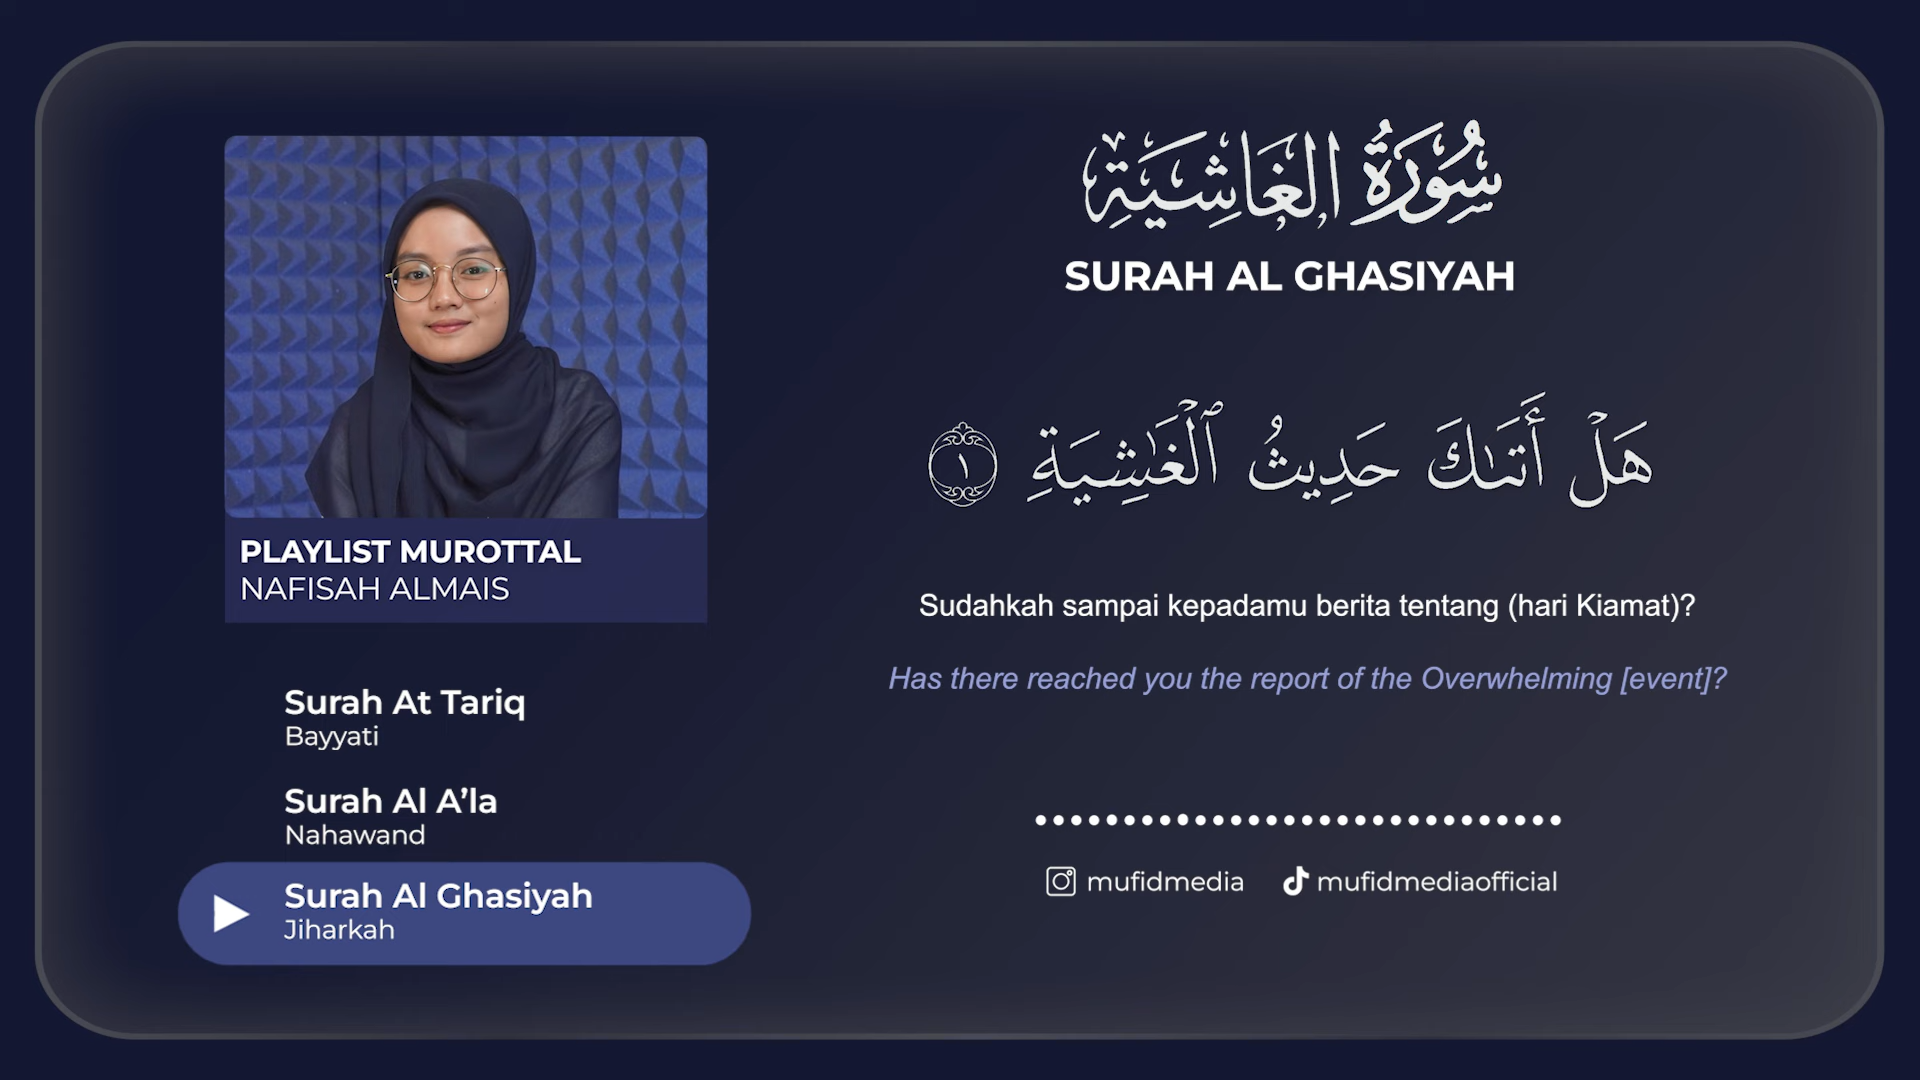 PLAYLIST MUROTTAL
NAFISAH ALMAIS
Surah At Tariq
Bayyati
Surah Al A’la
Nahawand
Surah Al Ghasiyah
Jiharkah
سُورَةُ الْغَاشِيَةِ
SURAH AL GHASIYAH
هَلْ أَتَىٰكَ حَدِيثُ ٱلْغَٰشِيَةِ ١
Sudahkah sampai kepadamu berita tentang (hari Kiamat)?
Has there reached you the report of the Overwhelming [event]?
mufidmedia mufidmediaofficial